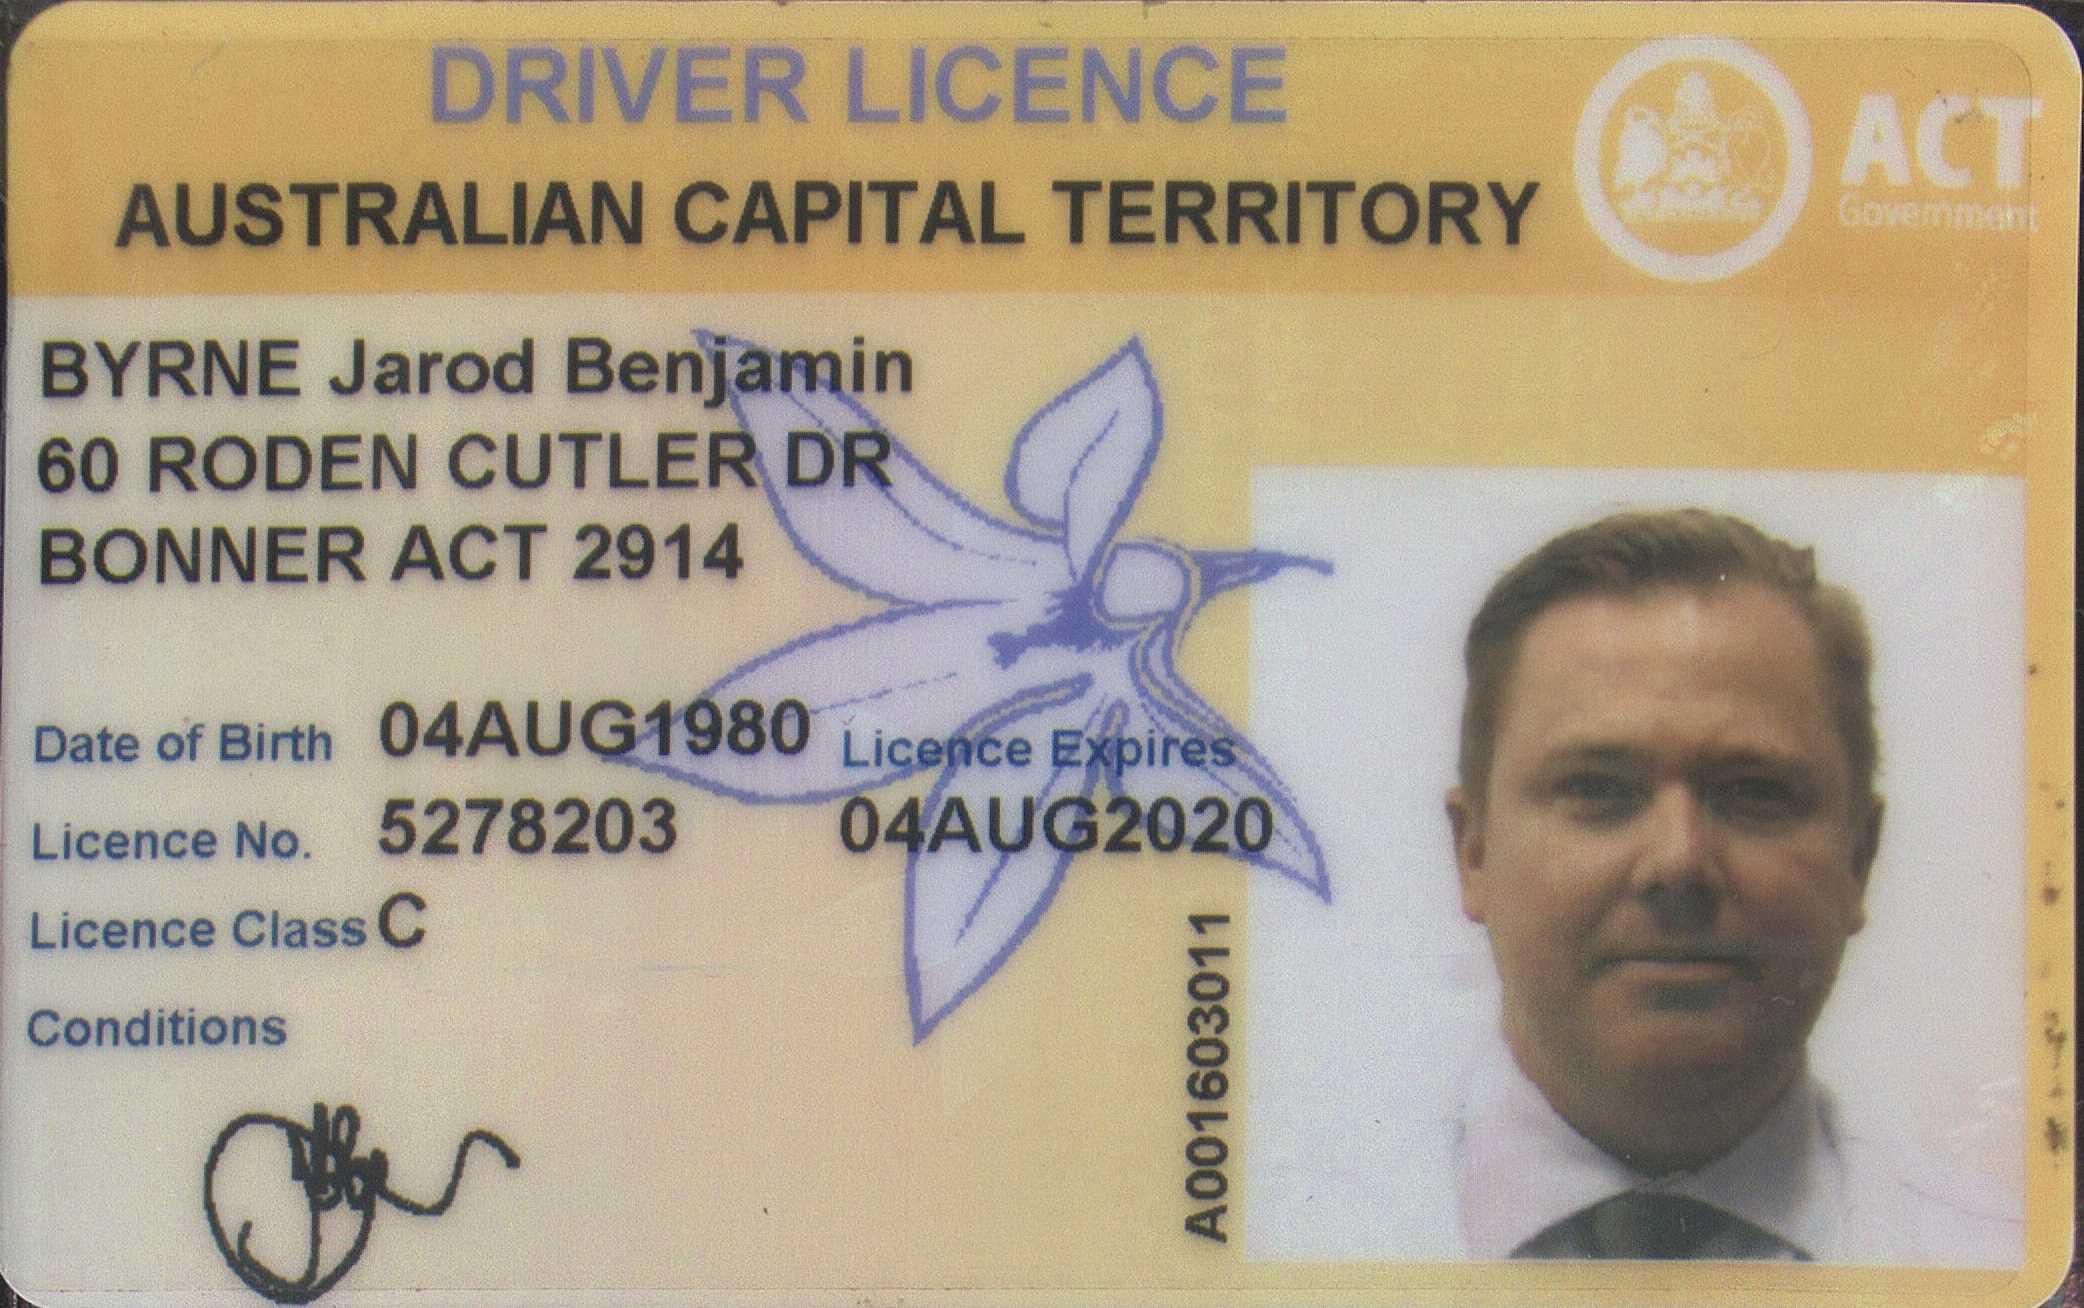 DRIVER LICENCE
AUSTRALIAN CAPITAL TERRITORY
ACT
Government
BYRNE Jarod Benjamin
60 RODEN CUTLER DR
BONNER ACT 2914
Date of Birth 04AUG1980
Licence Expires
Licence No. 5278203
04AUG2020
Licence Class C
Conditions
A001603011